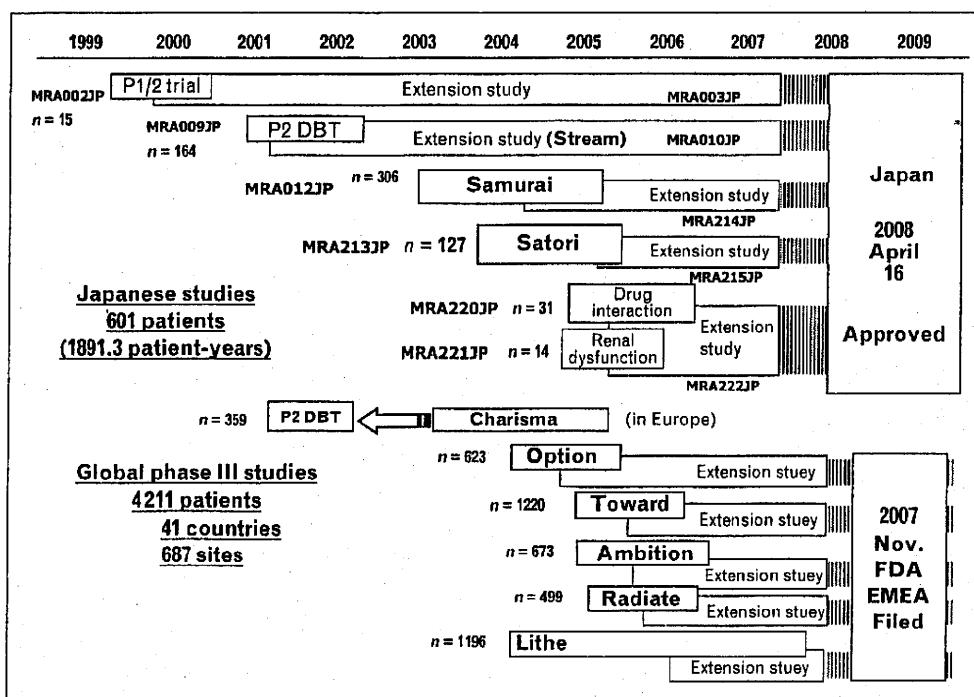 1999 2000 2001 2002 2003 2004 2005 2006 2007 2008 2009
MRA002JP P1/2 trial Extension study MRA003JP
n = 15
MRA009JP P2 DBT Extension study (Stream) MRA010JP
n = 164
MRA012JP n = 306 Samurai Extension study
MRA214JP
MRA213JP n = 127 Satori Extension study
MRA215JP
Japanese studies
601 patients
(1891.3 patient-years)
MRA220JP n = 31 Drug
interaction
MRA221JP n = 14 Renal
dysfunction
Extension
study
MRA222JP
Japan
2008
April
16
Approved
n = 359 P2 DBT Charisma (in Europe)
Global phase III studies
4211 patients
41 countries
687 sites
n = 623 Option Extension stuey
n = 1220 Toward Extension stuey
n = 673 Ambition Extension stuey
n = 499 Radiate Extension stuey
n = 1196 Lithe
Extension stuey
2007
Nov.
FDA
EMEA
Filed